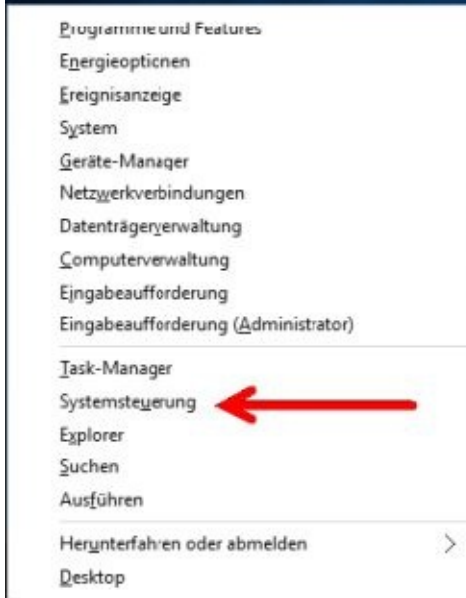 Programme und Features
Energieoptionen
Ereignisanzeige
System
Geräte-Manager
Netzwerkverbindungen
Datenträgerverwaltung
Computerverwaltung
Eingabeaufforderung
Eingabeaufforderung (Administrator)
Task-Manager
Systemsteuerung
Explorer
Suchen
Ausführen
Herunterfahren oder abmelden
Desktop